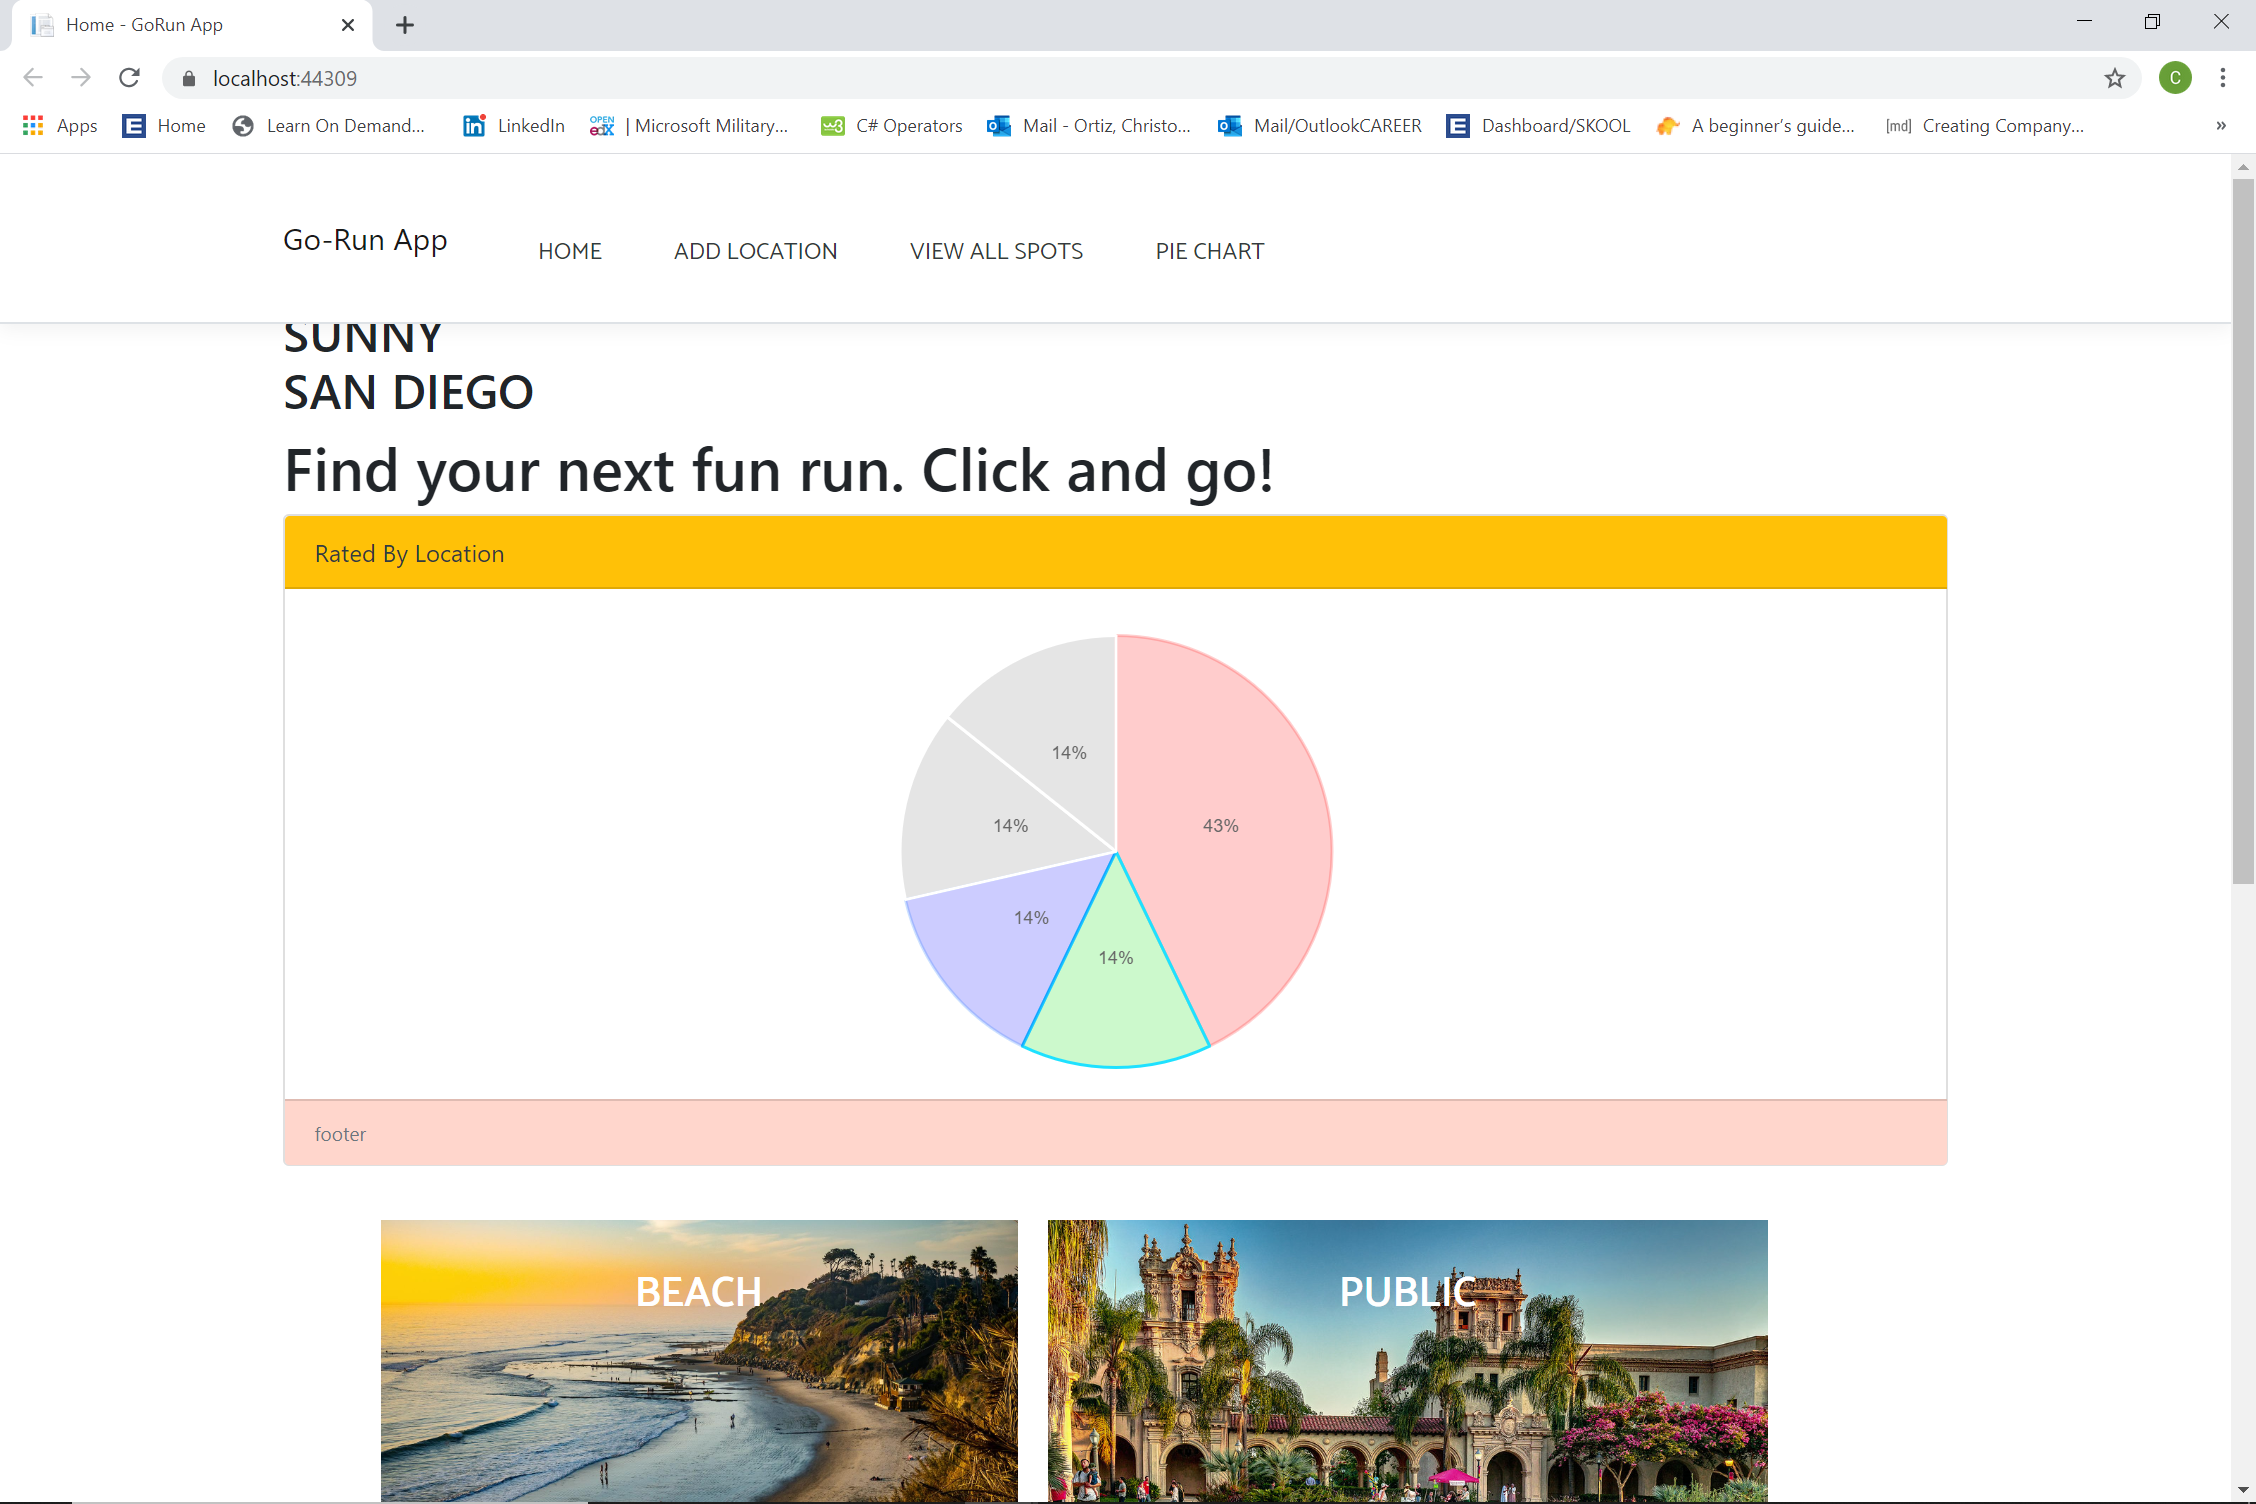 Home - GoRun App
localhost:44309
Apps Home Learn On Demand... LinkedIn | Microsoft Military... C# Operators Mail - Ortiz, Christo... Mail/OutlookCAREER Dashboard/SKOOL A beginner's guide... [md] Creating Company... »
Go-Run App HOME ADD LOCATION VIEW ALL SPOTS PIE CHART
SUNNY
SAN DIEGO
Find your next fun run. Click and go!
Rated By Location
14%
14%
43%
14%
14%
footer
BEACH
PUBLIC